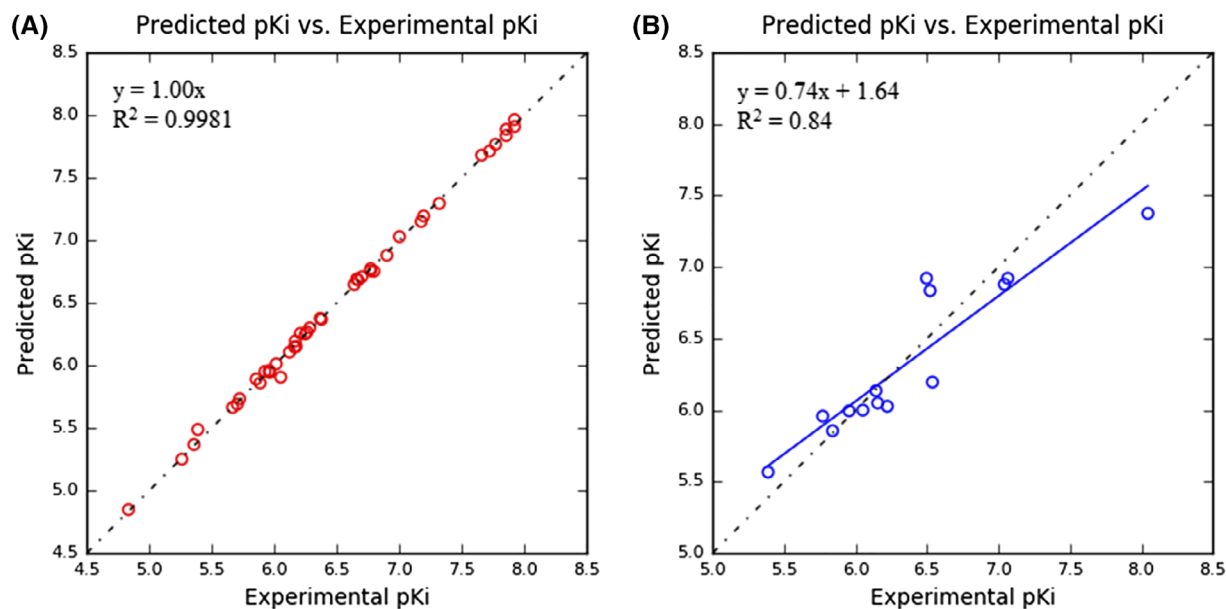 (A)
Predicted pKi vs. Experimental pKi
y = 1.00x
R² = 0.9981
8.5
8.0
7.5
7.0
6.5
6.0
5.5
5.0
4.5
Predicted pKi
4.5 5.0 5.5 6.0 6.5 7.0 7.5 8.0 8.5
Experimental pKi
(B)
Predicted pKi vs. Experimental pKi
y = 0.74x + 1.64
R² = 0.84
8.5
8.0
7.5
7.0
6.5
6.0
5.5
5.0
Predicted pKi
5.0 5.5 6.0 6.5 7.0 7.5 8.0 8.5
Experimental pKi